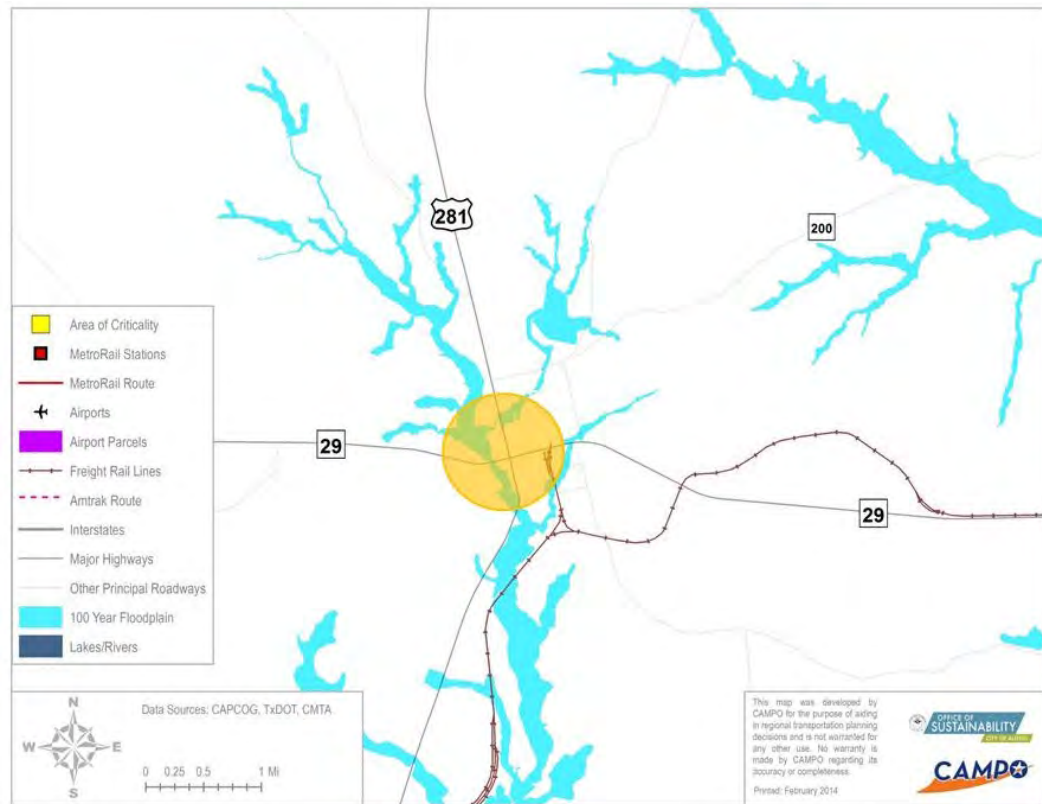 281
200
Area of Criticality
MetroRail Stations
MetroRail Route
Airports
Airport Parcels
Freight Rail Lines
Amtrak Route
Interstates
Major Highways
Other Principal Roadways
100 Year Floodplain
Lakes/Rivers
29
29
N
W
E
S
Data Sources: CAPCOG, TxDOT, CMTA
0 0.25 0.5 1 Mi
This map was developed by
CAMPO for the purpose of aiding
in regional transportation planning
decisions and is not warranted for
any other use. No warranty is
made by CAMPO regarding its
accuracy or completeness.
Printed: February 2014
OFFICE OF
SUSTAINABILITY
CITY OF AUSTIN
CAMPO